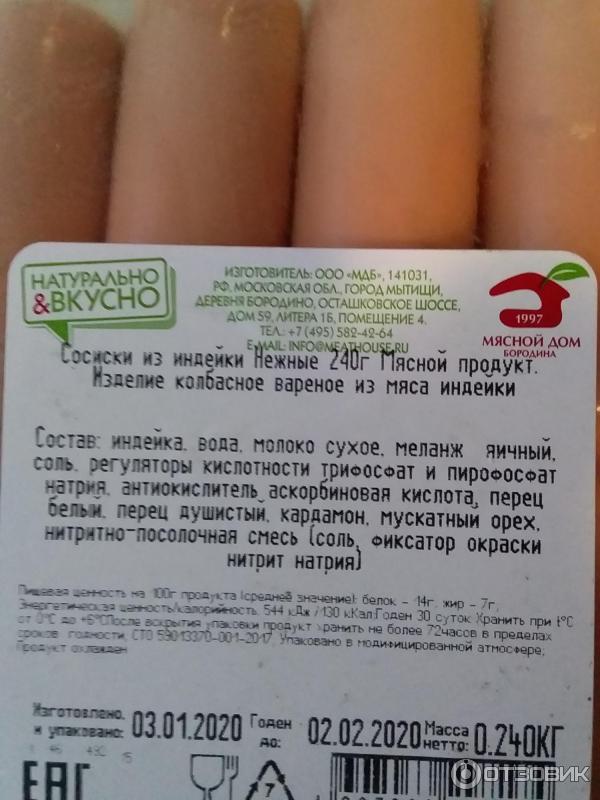 НАТУРАЛЬНО
&ВКУСНО
ИЗГОТОВИТЕЛЬ: ООО «МДБ», 141031,
РФ, МОСКОВСКАЯ ОБЛ., ГОРОД МЫТИЩИ,
ДЕРЕВНЯ БОРОДИНО, ОСТАШКОВСКОЕ ШОССЕ,
ДОМ 59, ЛИТЕРА 1Б, ПОМЕЩЕНИЕ 4.
ТЕЛ.: +7 (495) 582-42-64
E-MAIL: INFO@MEATHOUSE.RU
1997
МЯСНОЙ ДОМ
БОРОДИНА
Сосиски из индейки Нежные 240г Мясной продукт.
Изделие колбасное вареное из мяса индейки
Состав: индейка, вода, молоко сухое, меланж яичный,
соль, регуляторы кислотности трифосфат и пирофосфат
натрия, антиокислитель аскорбиновая кислота, перец
белый, перец душистый, кардамон, мускатный орех,
нитритно-посолочная смесь (соль, фиксатор окраски
нитрит натрия)
Пищевая ценность на 100г продукта (средней значение): белок - 14г, жир - 7г,
Энергетическая ценность/калорийность: 544 кДж /130 кКал.Годен 30 суток Хранить при t°С
от 0°С до +6°СПосле вскрытия упаковки продукт хранить не более 72часов в пределах
сроков годности, СТО 59013370-001-2017, Упаковано в модифицированной атмосфере,
Продукт охлажден
Изготовлено,
и упаковано: 03.01.2020 Годен до: 02.02.2020 Масса нетто: 0.240КГ
EAC
7
ОТЗОВИК